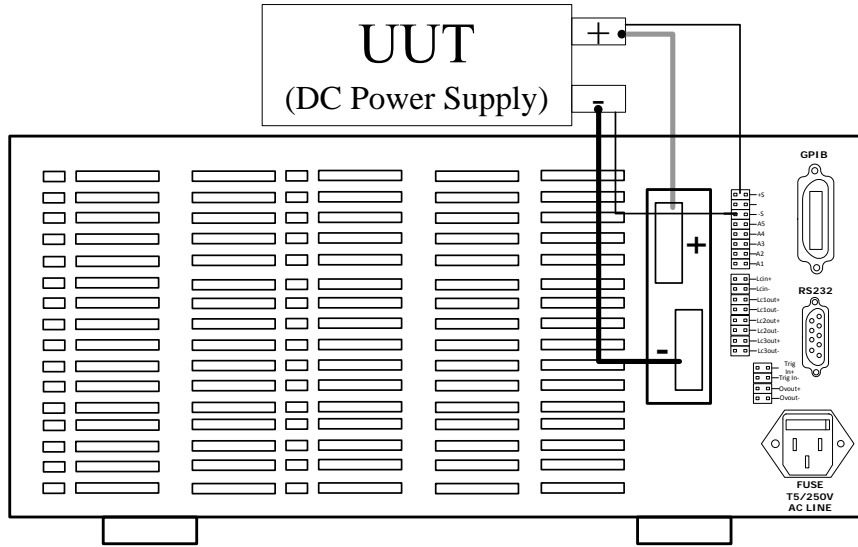 UUT
(DC Power Supply)
+
-
GPIB
+S
-S
A5
A4
A3
A2
A1
+
-
Lcin+
Lcin-
Lc1out+
Lc1out-
Lc2out+
Lc2out-
Lc3out+
Lc3out-
RS232
Trig
In+
Trig In-
Ovout+
Ovout-
FUSE
T5/250V
AC LINE